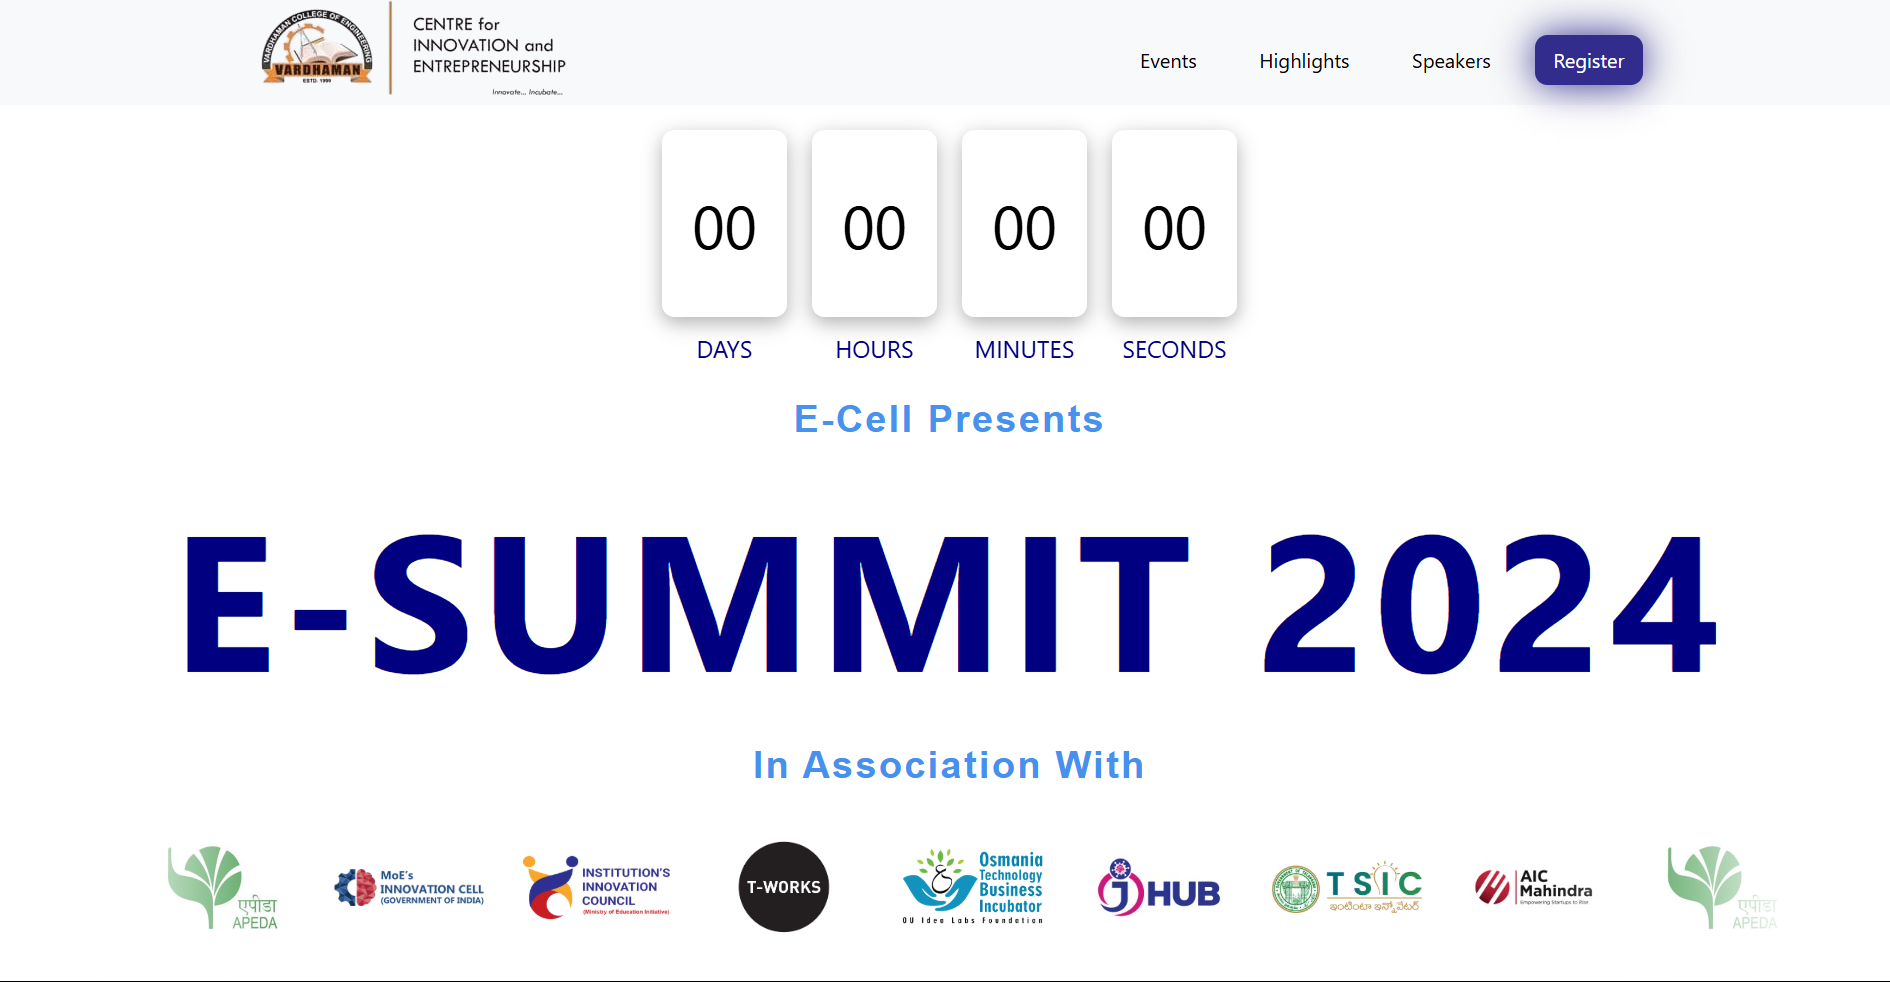 VARDHAMAN COLLEGE OF ENGINEERING
VARDHAMAN
ESTD. 1999
CENTRE for
INNOVATION and
ENTREPRENEURSHIP
Innovate... Incubate...
Events
Highlights
Speakers
Register
00
00
00
00
DAYS
HOURS
MINUTES
SECONDS
E-Cell Presents
E-SUMMIT 2024
In Association With
एपीडा
APEDA
MoE's
INNOVATION CELL
(GOVERNMENT OF INDIA)
INSTITUTION'S
INNOVATION
COUNCIL
(Ministry of Education Initiative)
T-WORKS
Osmania
Technology
Business
Incubator
OU Idea Labs Foundation
J HUB
TSIC
ఇంటింటా ఇన్నోవేటర్
AIC
Mahindra
Empowering Startups to Rise
एपीडा
APEDA